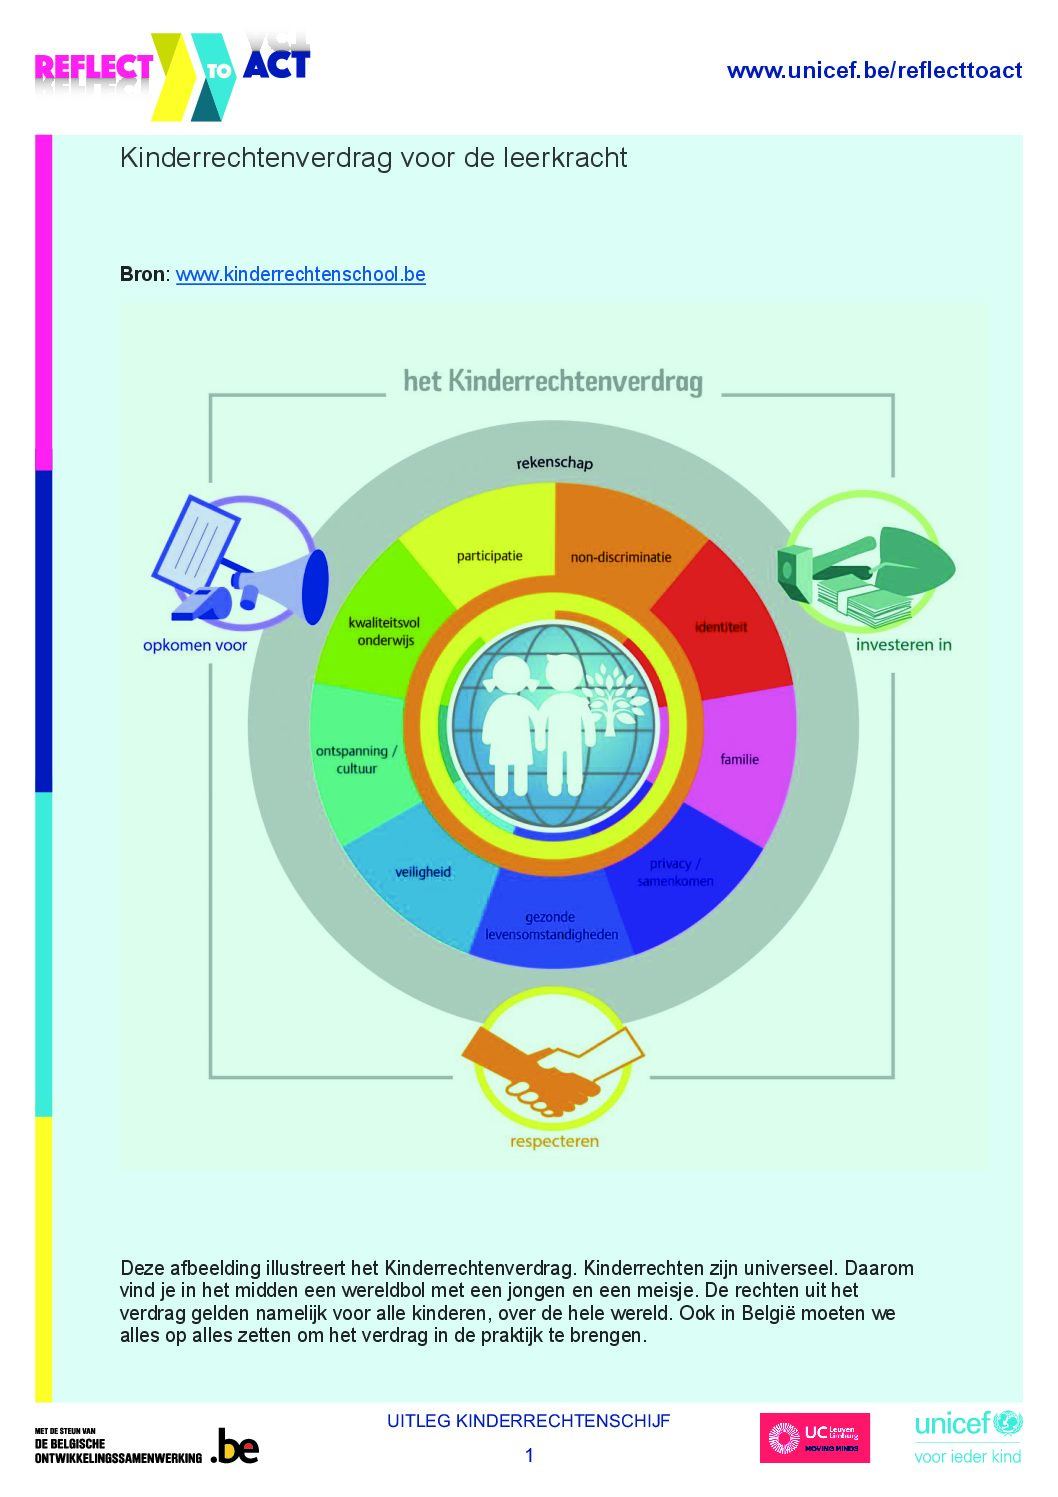 REFLECT TO ACT
www.unicef.be/reflecttoact
Kinderrechtenverdrag voor de leerkracht
Bron: www.kinderrechtenschool.be
het Kinderrechtenverdrag
rekenschap
participatie
non-discriminatie
kwaliteitsvol
onderwijs
identiteit
opkomen voor
investeren in
ontspanning /
cultuur
familie
veiligheid
privacy /
samenkomen
gezonde
levensomstandigheden
respecteren
Deze afbeelding illustreert het Kinderrechtenverdrag. Kinderrechten zijn universeel. Daarom
vind je in het midden een wereldbol met een jongen en een meisje. De rechten uit het
verdrag gelden namelijk voor alle kinderen, over de hele wereld. Ook in België moeten we
alles op alles zetten om het verdrag in de praktijk te brengen.
UITLEG KINDERRECHTENSCHIJF
1
MET DE STEUN VAN
DE BELGISCHE
ONTWIKKELINGSSAMENWERKING
.be
UC Leuven
Limburg
MOVING MINDS
unicef
voor ieder kind